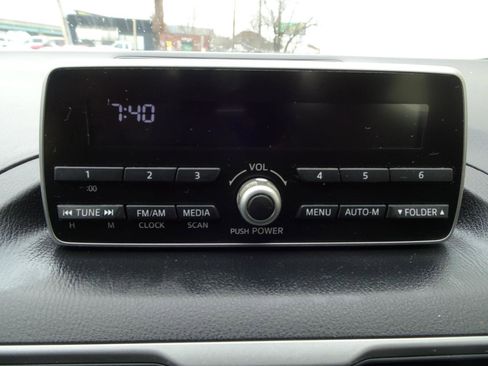 7:40
1 2 3 VOL 4 5 6
:00
⏮ TUNE ⏭ FM/AM MEDIA MENU AUTO-M ▼ FOLDER ▲
H M CLOCK SCAN PUSH POWER